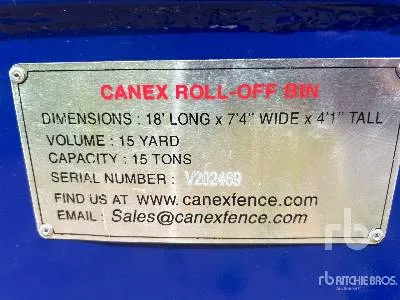 CANEX ROLL-OFF BIN
DIMENSIONS : 18' LONG x 7'4" WIDE x 4'1" TALL
VOLUME : 15 YARD
CAPACITY : 15 TONS
SERIAL NUMBER : V202469
FIND US AT www.canexfence.com
EMAIL : Sales@canexfence.com
rb
rb RITCHIE BROS.